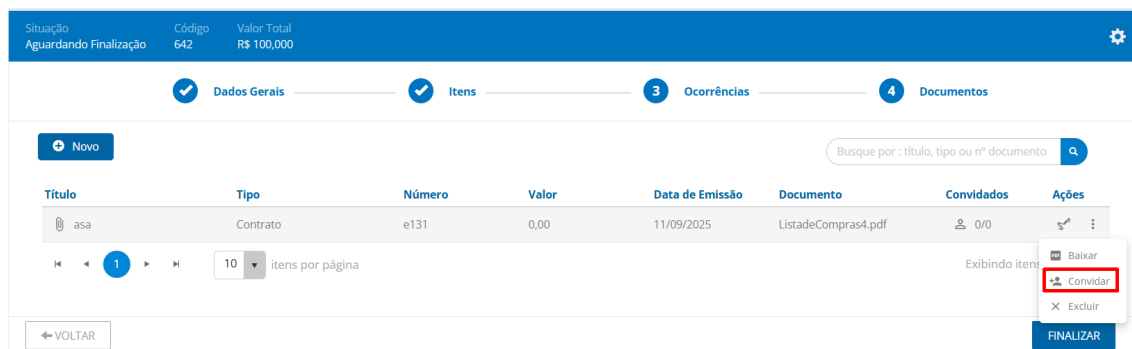 Situação Código Valor Total
Aguardando Finalização 642 R$ 100,000
Dados Gerais Itens 3 Ocorrências 4 Documentos
Novo Busque por : título, tipo ou nº documento
Título Tipo Número Valor Data de Emissão Documento Convidados Ações
asa Contrato e131 0,00 11/09/2025 ListadeCompras4.pdf 0/0
1 10 itens por página Exibindo itens
PDF Baixar
Convidar
Excluir
VOLTAR FINALIZAR